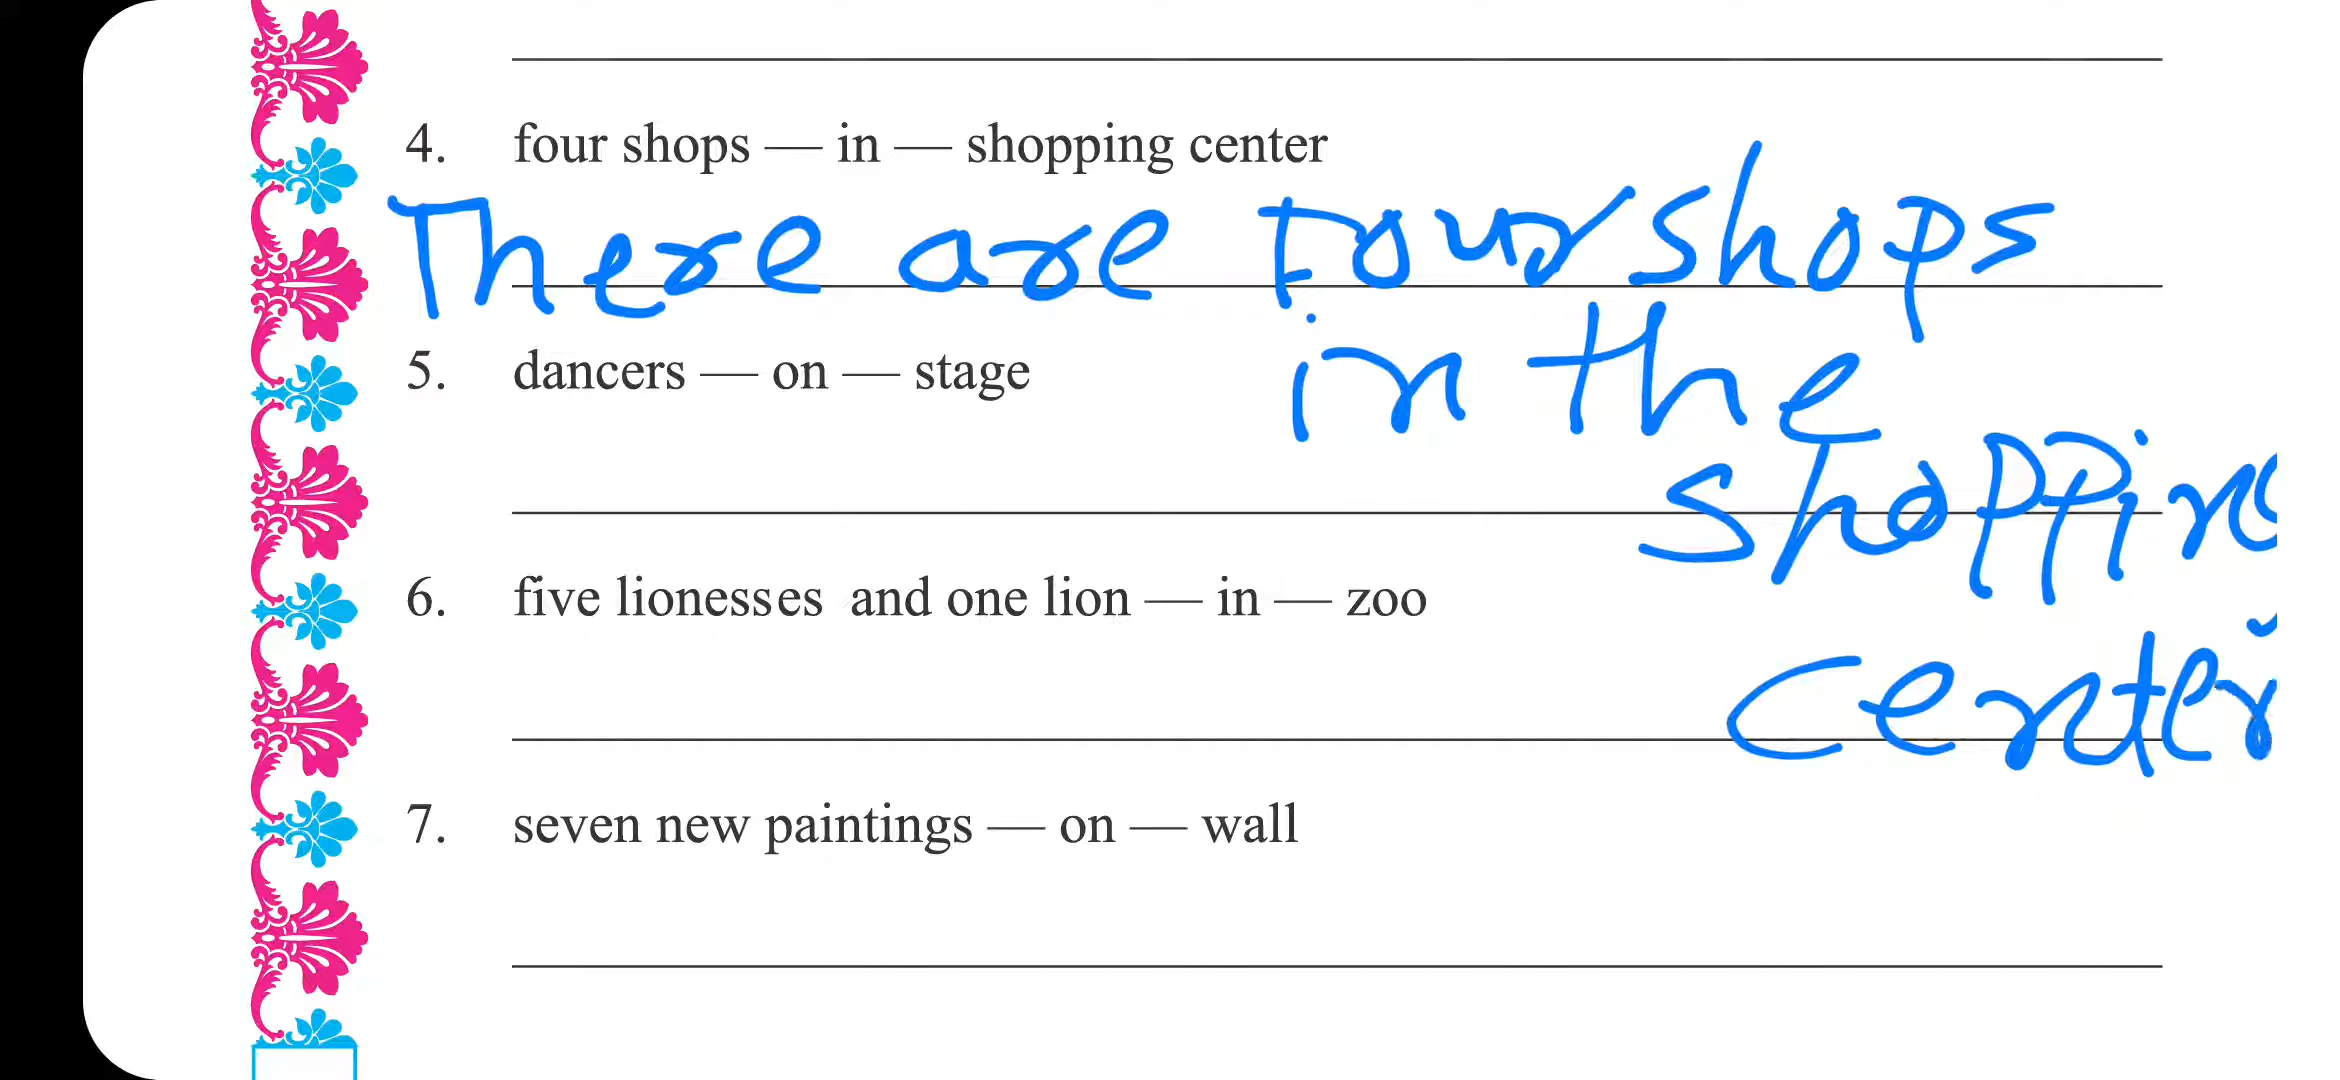 4. four shops — in — shopping center
There are Four shops
in the
shopping
center
5. dancers — on — stage
6. five lionesses and one lion — in — zoo
7. seven new paintings — on — wall